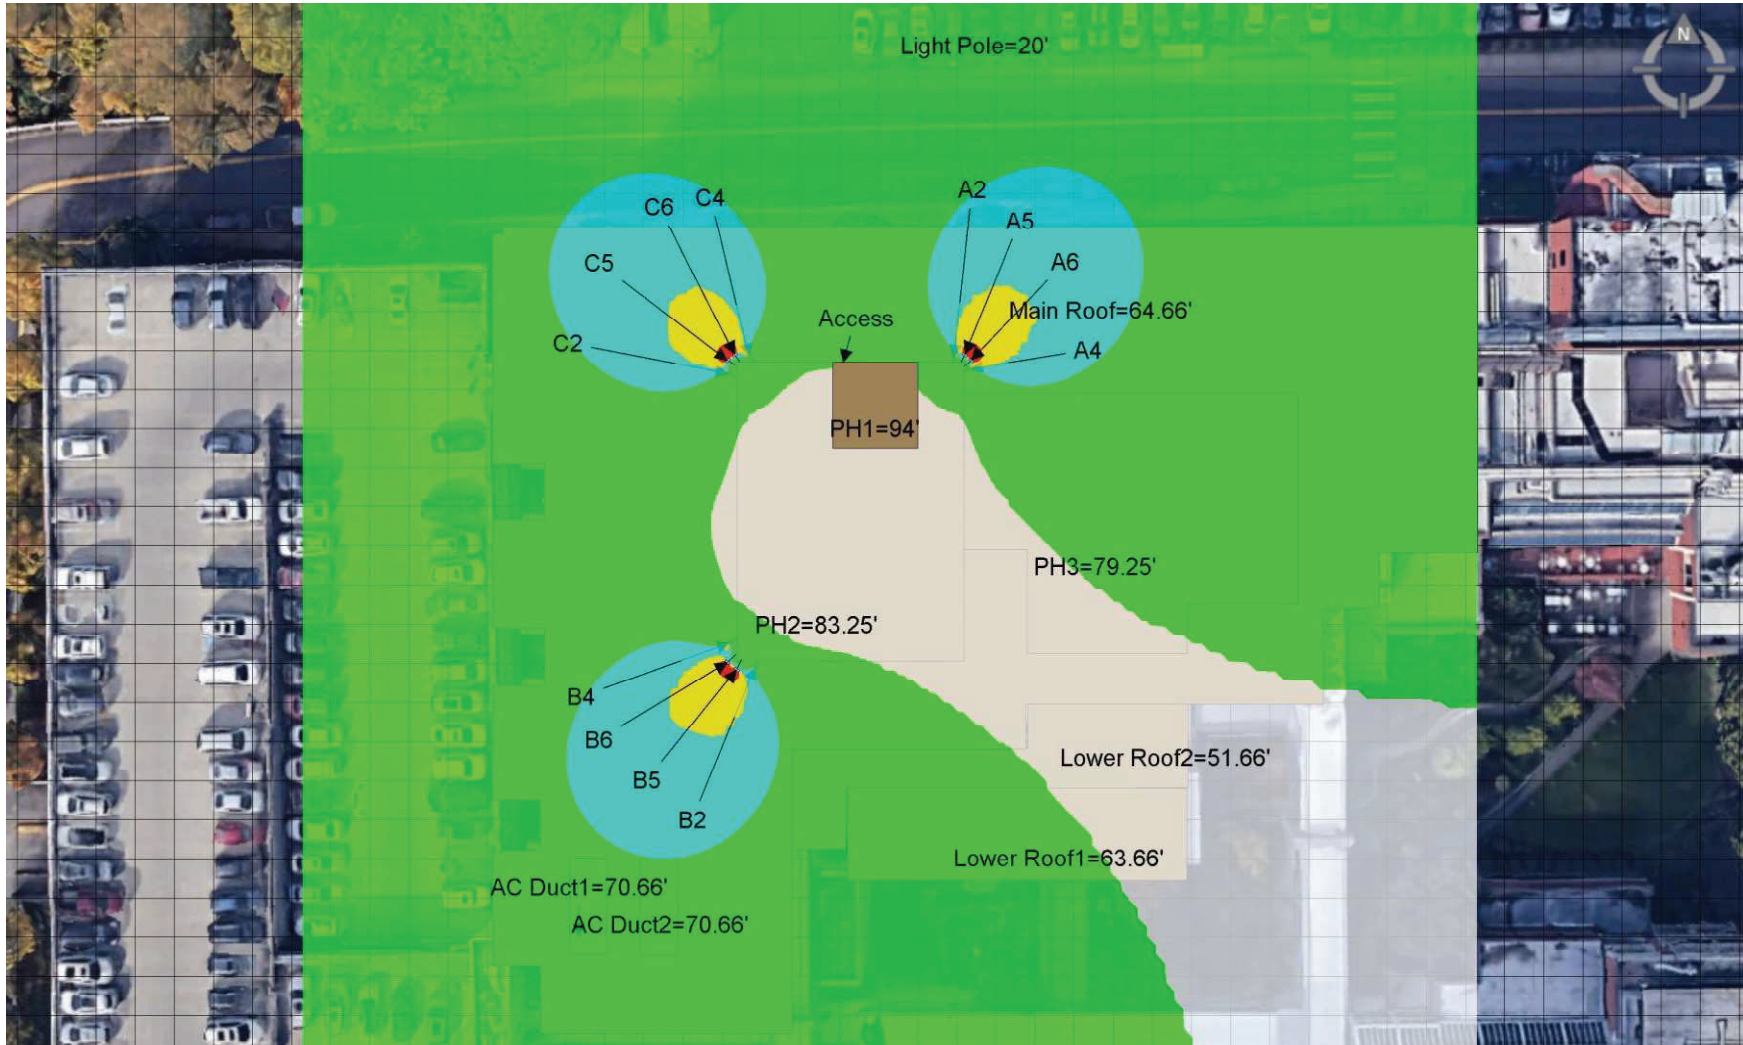 Light Pole=20'
N
C6
C4
A2
A5
C5
A6
Main Roof=64.66'
Access
C2
A4
PH1=94'
PH3=79.25'
PH2=83.25'
B4
B6
B5
B2
Lower Roof2=51.66'
Lower Roof1=63.66'
AC Duct1=70.66'
AC Duct2=70.66'